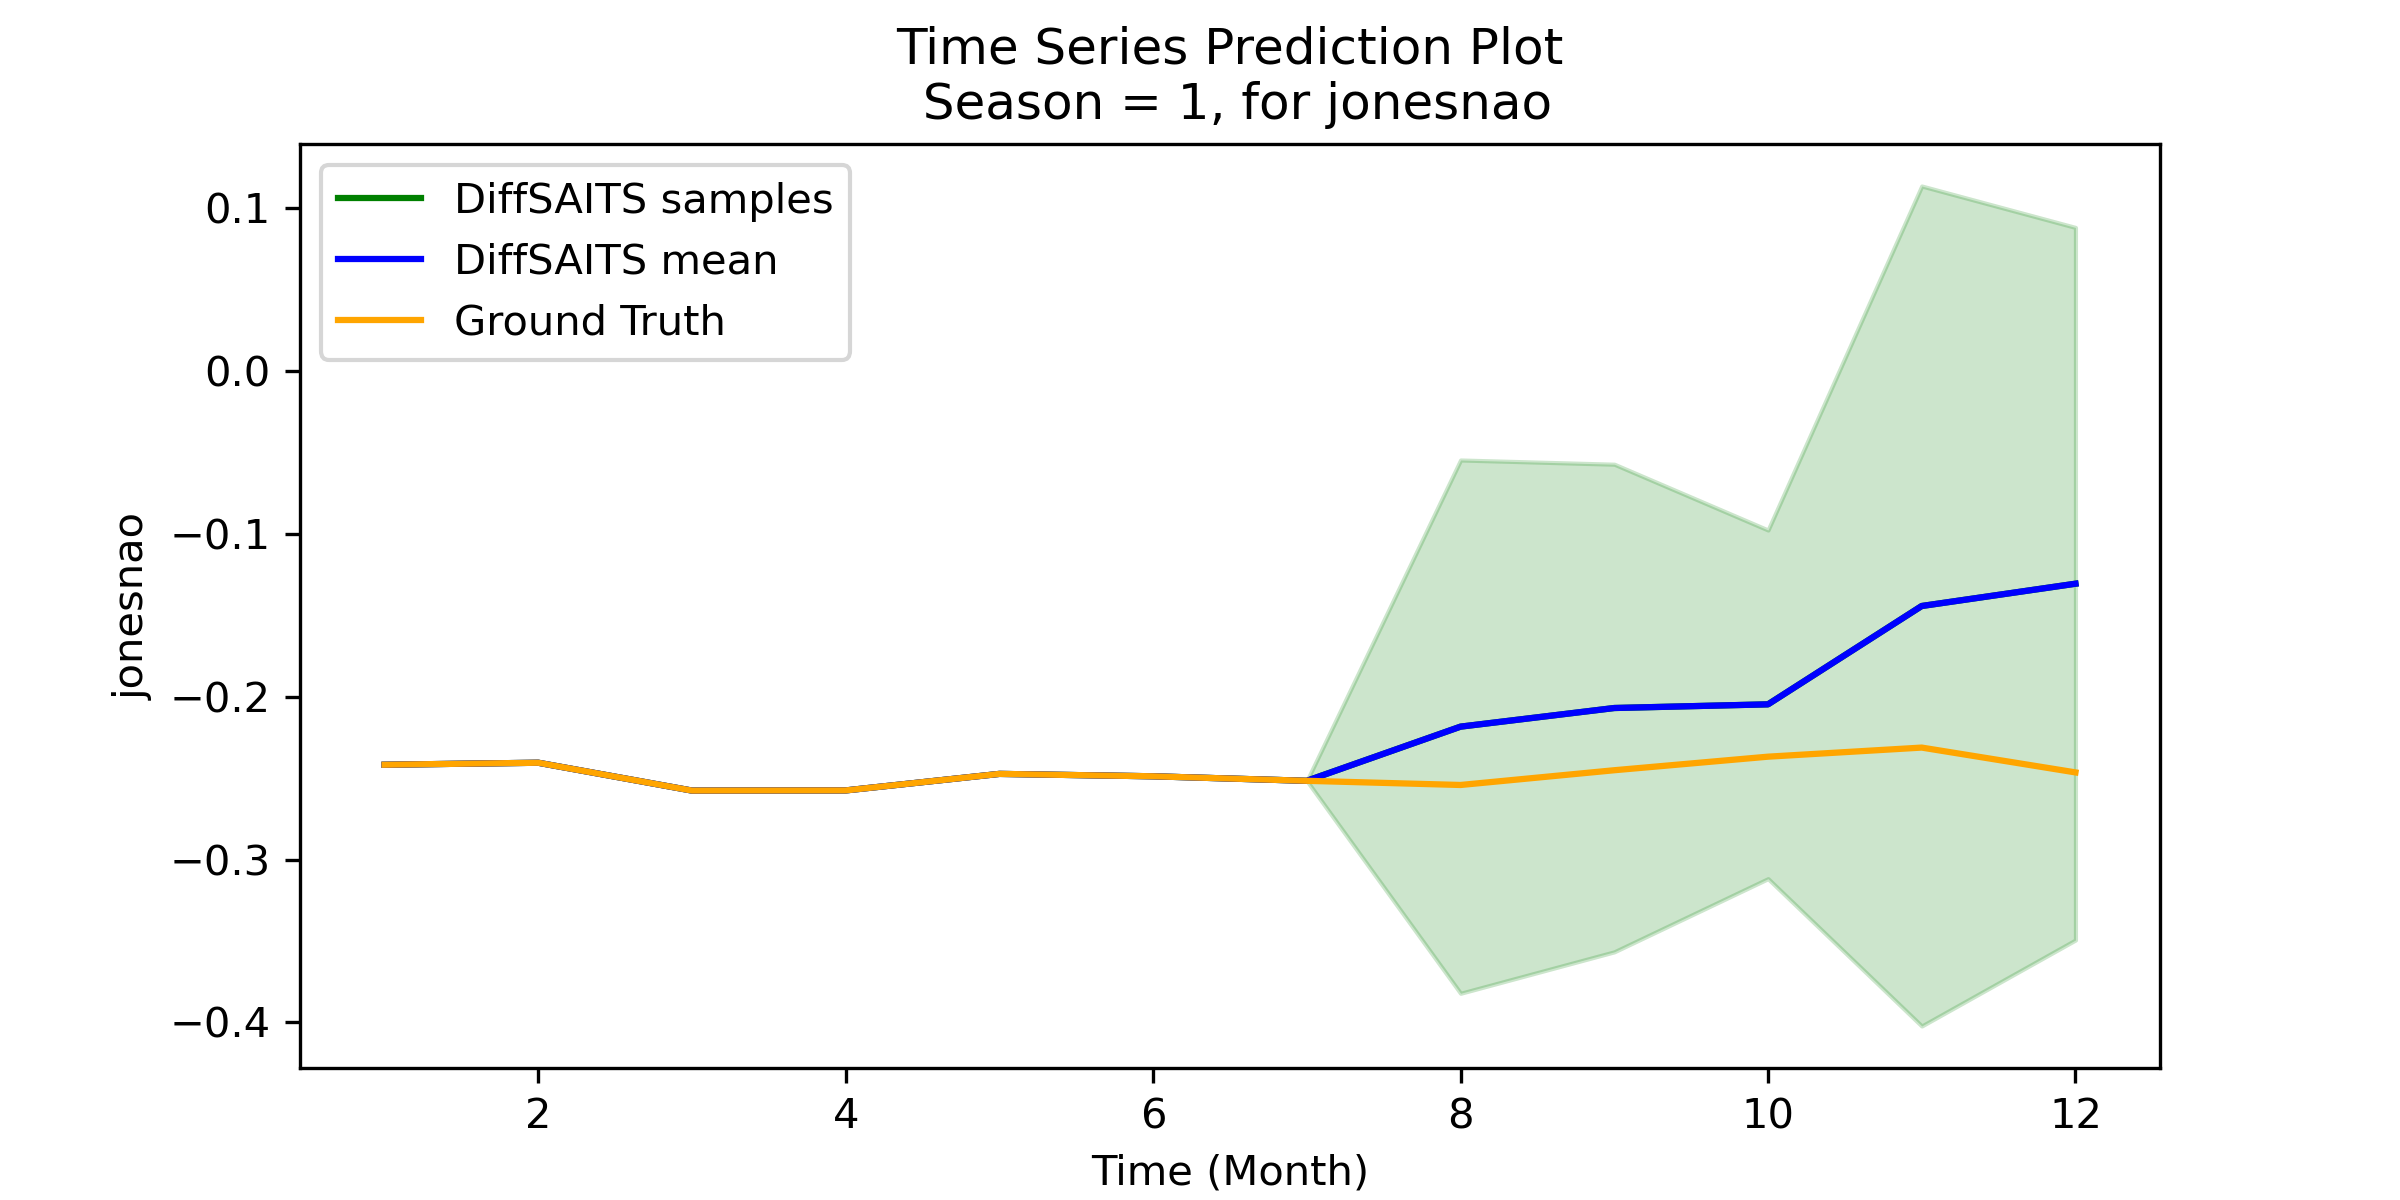 Time Series Prediction Plot
Season = 1, for jonesnao
DiffSAITS samples
DiffSAITS mean
Ground Truth
0.1
0.0
−0.1
−0.2
−0.3
−0.4
jonesnao
2 4 6 8 10 12
Time (Month)